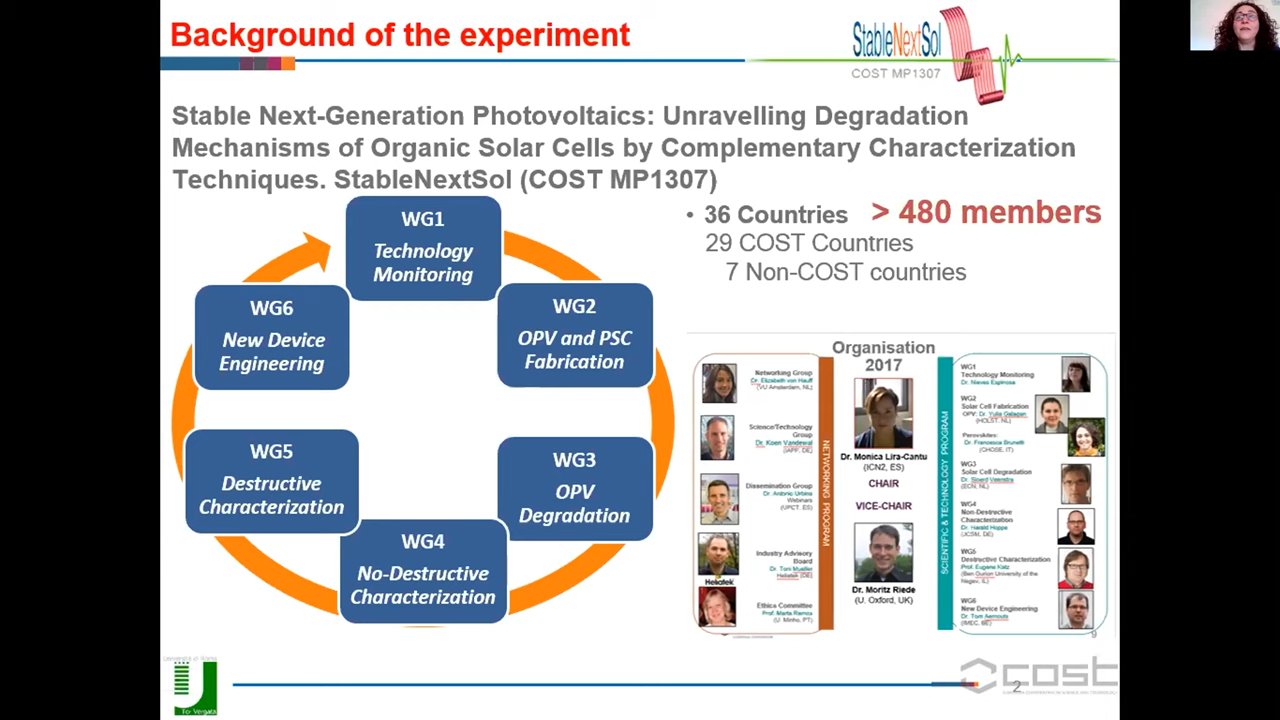 Background of the experiment
StableNextSol
COST MP1307
Stable Next-Generation Photovoltaics: Unravelling Degradation
Mechanisms of Organic Solar Cells by Complementary Characterization
Techniques. StableNextSol (COST MP1307)
WG1
Technology
Monitoring
WG2
OPV and PSC
Fabrication
WG3
OPV
Degradation
WG4
No-Destructive
Characterization
WG5
Destructive
Characterization
WG6
New Device
Engineering
• 36 Countries > 480 members
29 COST Countries
7 Non-COST countries
Organisation
2017
Networking Group
Dr. Elizabeth von Hauff
(VU Amsterdam, NL)
Science/Technology
Group
Dr. Koen Vandewal
(IAPP, DE)
Dissemination Group
Dr. Antonio Urbina
Webinars
(UPCT, ES)
Industry Advisory
Board
Dr. Toni Mueller
Heliatek (DE)
Heliatek
Ethics Committee
Prof. Marta Ramos
(U. Minho, PT)
NETWORKING PROGRAM
Dr. Monica Lira-Cantu
(ICN2, ES)
CHAIR
VICE-CHAIR
Dr. Moritz Riede
(U. Oxford, UK)
SCIENTIFIC & TECHNOLOGY PROGRAM
WG1
Technology Monitoring
Dr. Nieves Espinosa
WG2
Solar Cell Fabrication
OPV: Dr. Yulia Galagan
(HOLST, NL)
Perovskites:
Dr. Francesca Brunetti
(CHOSE, IT)
WG3
Solar Cell Degradation
Dr. Sjoerd Veenstra
(ECN, NL)
WG4
Non-Destructive
Characterization
Dr. Harald Hoppe
(JCSM, DE)
WG5
Destructive Characterization
Prof. Eugene Katz
(Ben Gurion University of the
Negev, IL)
WG6
New Device Engineering
Dr. Tom Aernouts
(IMEC, BE)
9
Tor Vergata
cost
2